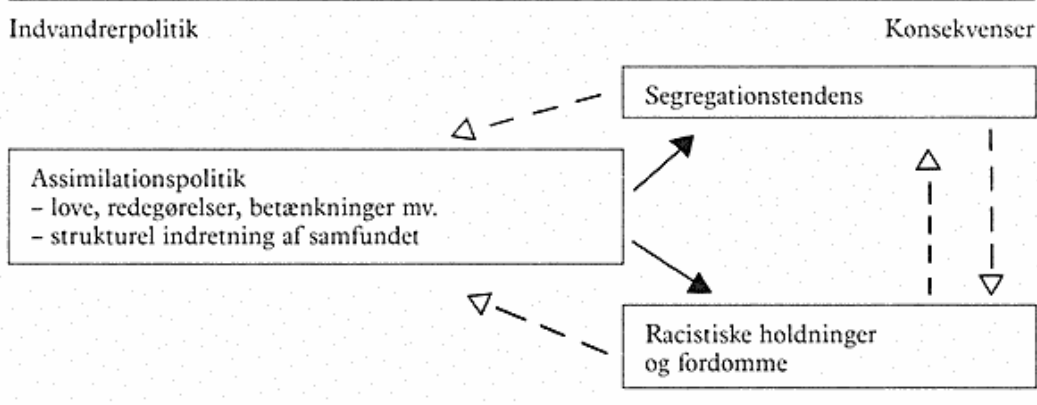 Indvandrerpolitik
Konsekvenser
Segregationstendens
Assimilationspolitik
– love, redegørelser, betænkninger mv.
– strukturel indretning af samfundet
Racistiske holdninger
og fordomme